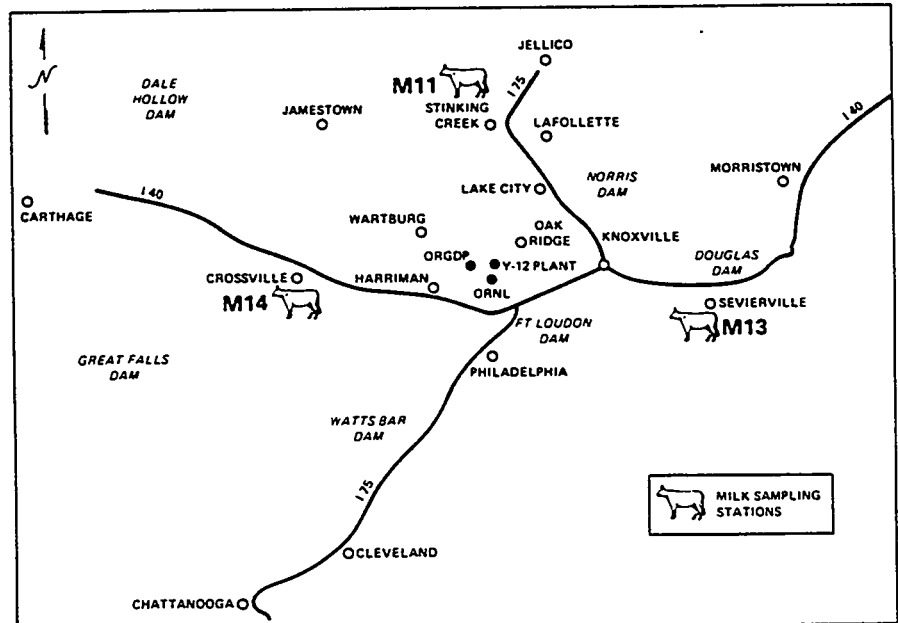 JELLICO
N
M11
I 75
DALE
HOLLOW
DAM
JAMESTOWN
STINKING
CREEK
LAFOLLETTE
I 40
MORRISTOWN
NORRIS
DAM
LAKE CITY
I 40
CARTHAGE
WARTBURG
OAK
RIDGE
KNOXVILLE
ORGDP
Y-12 PLANT
DOUGLAS
DAM
CROSSVILLE
HARRIMAN
ORNL
M14
SEVIERVILLE
M13
FT LOUDON
DAM
GREAT FALLS
DAM
PHILADELPHIA
WATTS BAR
DAM
I 75
MILK SAMPLING
STATIONS
CLEVELAND
CHATTANOOGA